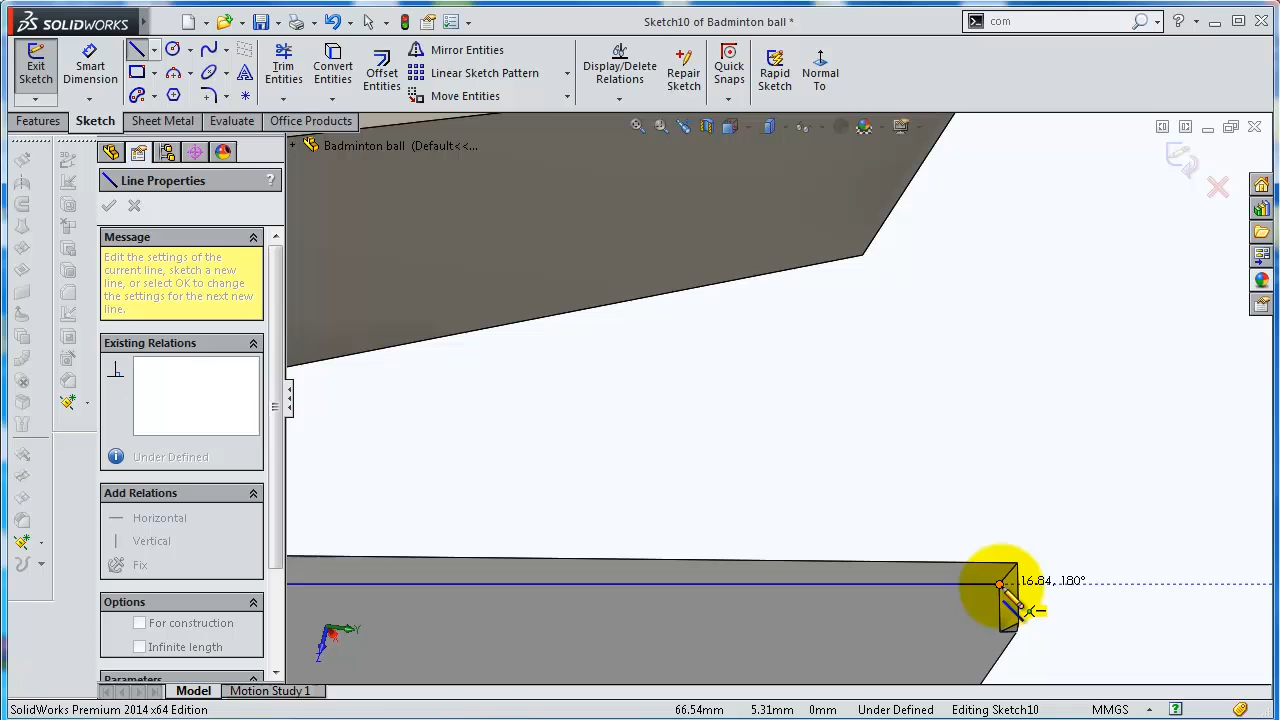 SOLIDWORKS
Sketch10 of Badminton ball *
com
Exit Sketch
Smart Dimension
Trim Entities
Convert Entities
Offset Entities
Mirror Entities
Linear Sketch Pattern
Move Entities
Display/Delete Relations
Repair Sketch
Quick Snaps
Rapid Sketch
Normal To
Features
Sketch
Sheet Metal
Evaluate
Office Products
Badminton ball (Default<<...
Line Properties
?
Message
Edit the settings of the
current line, sketch a new
line, or select OK to change
the settings for the next new
line.
Existing Relations
Under Defined
Add Relations
Horizontal
Vertical
Fix
Options
For construction
Infinite length
Parameters
16.84, 180°
Y
Z
Model
Motion Study 1
SolidWorks Premium 2014 x64 Edition
66.54mm
5.31mm
0mm
Under Defined
Editing Sketch10
MMGS